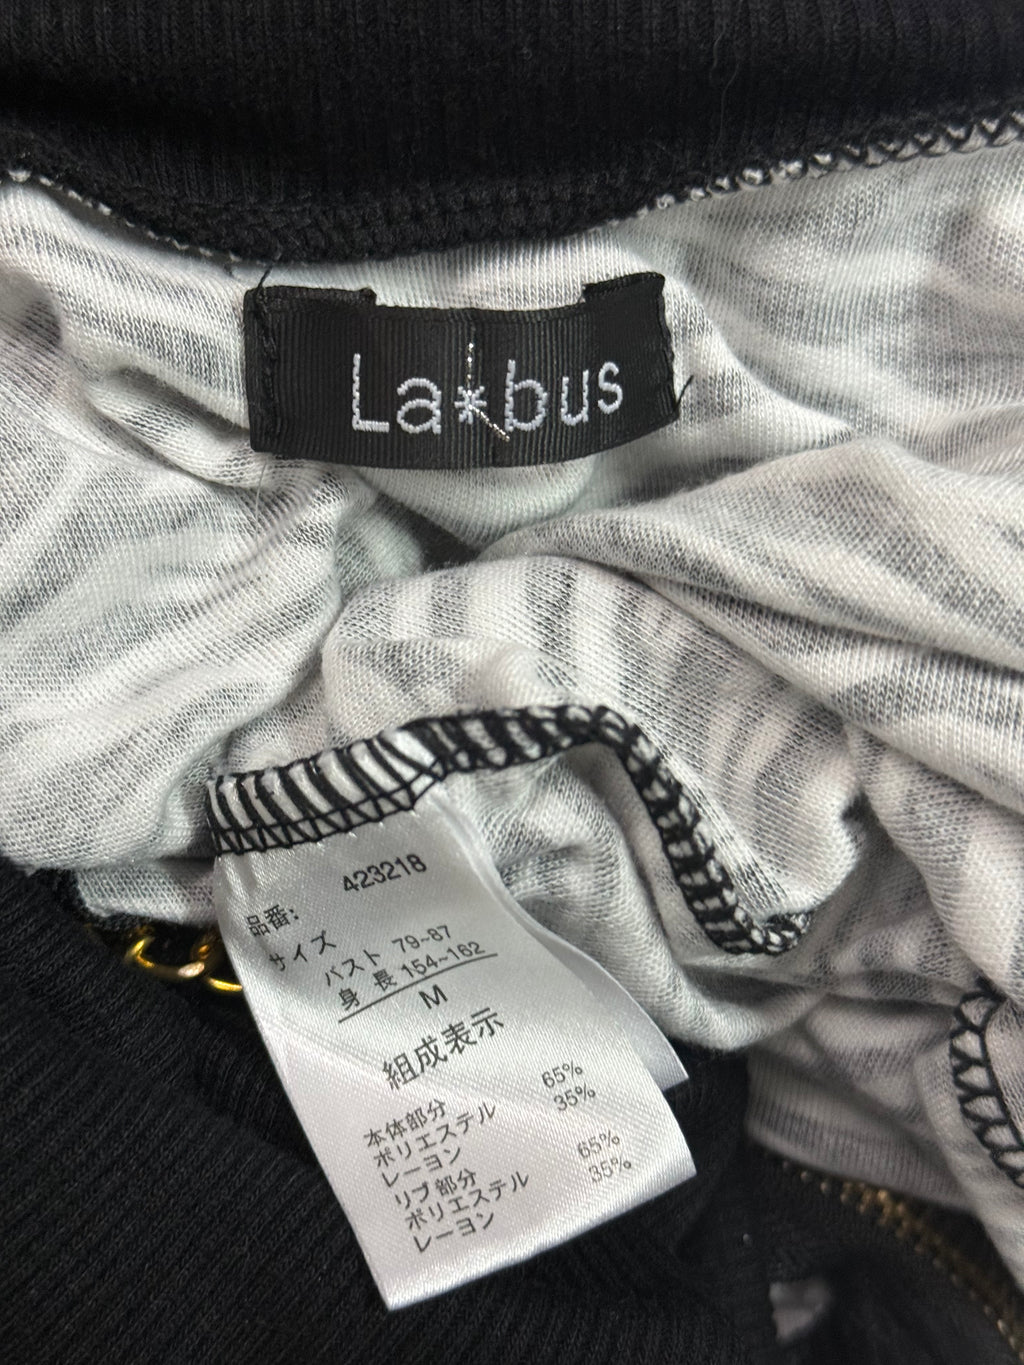 La*bus
423218
品番:
サイズ
バスト 79~87
身 長 154~162
M
組成表示
本体部分
ポリエステル 65%
レーヨン 35%
リブ部分
ポリエステル 65%
レーヨン 35%